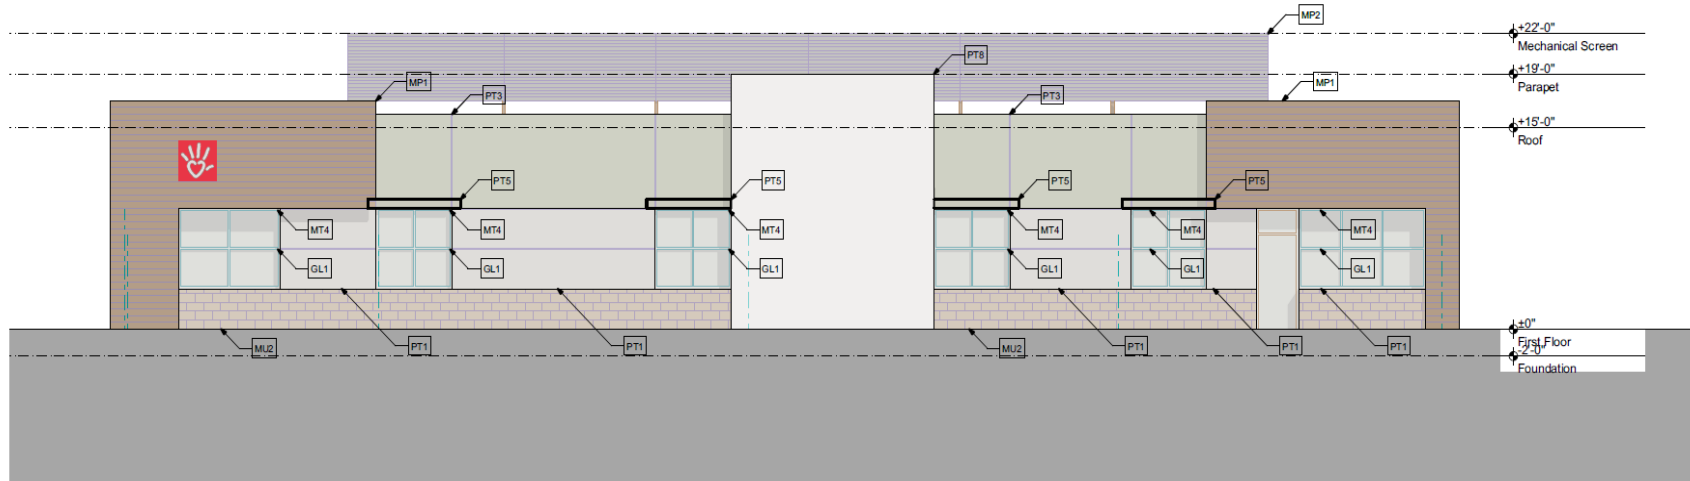 MP2
+22'-0"
Mechanical Screen
PT8
+19'-0"
Parapet
MP1
MP1
PT3
PT3
+15'-0"
Roof
PT5
PT5
PT5
PT5
MT4
MT4
MT4
MT4
MT4
MT4
GL1
GL1
GL1
GL1
GL1
GL1
±0"
First Floor
MU2
PT1
PT1
MU2
PT1
PT1
PT1
-2'-0"
Foundation